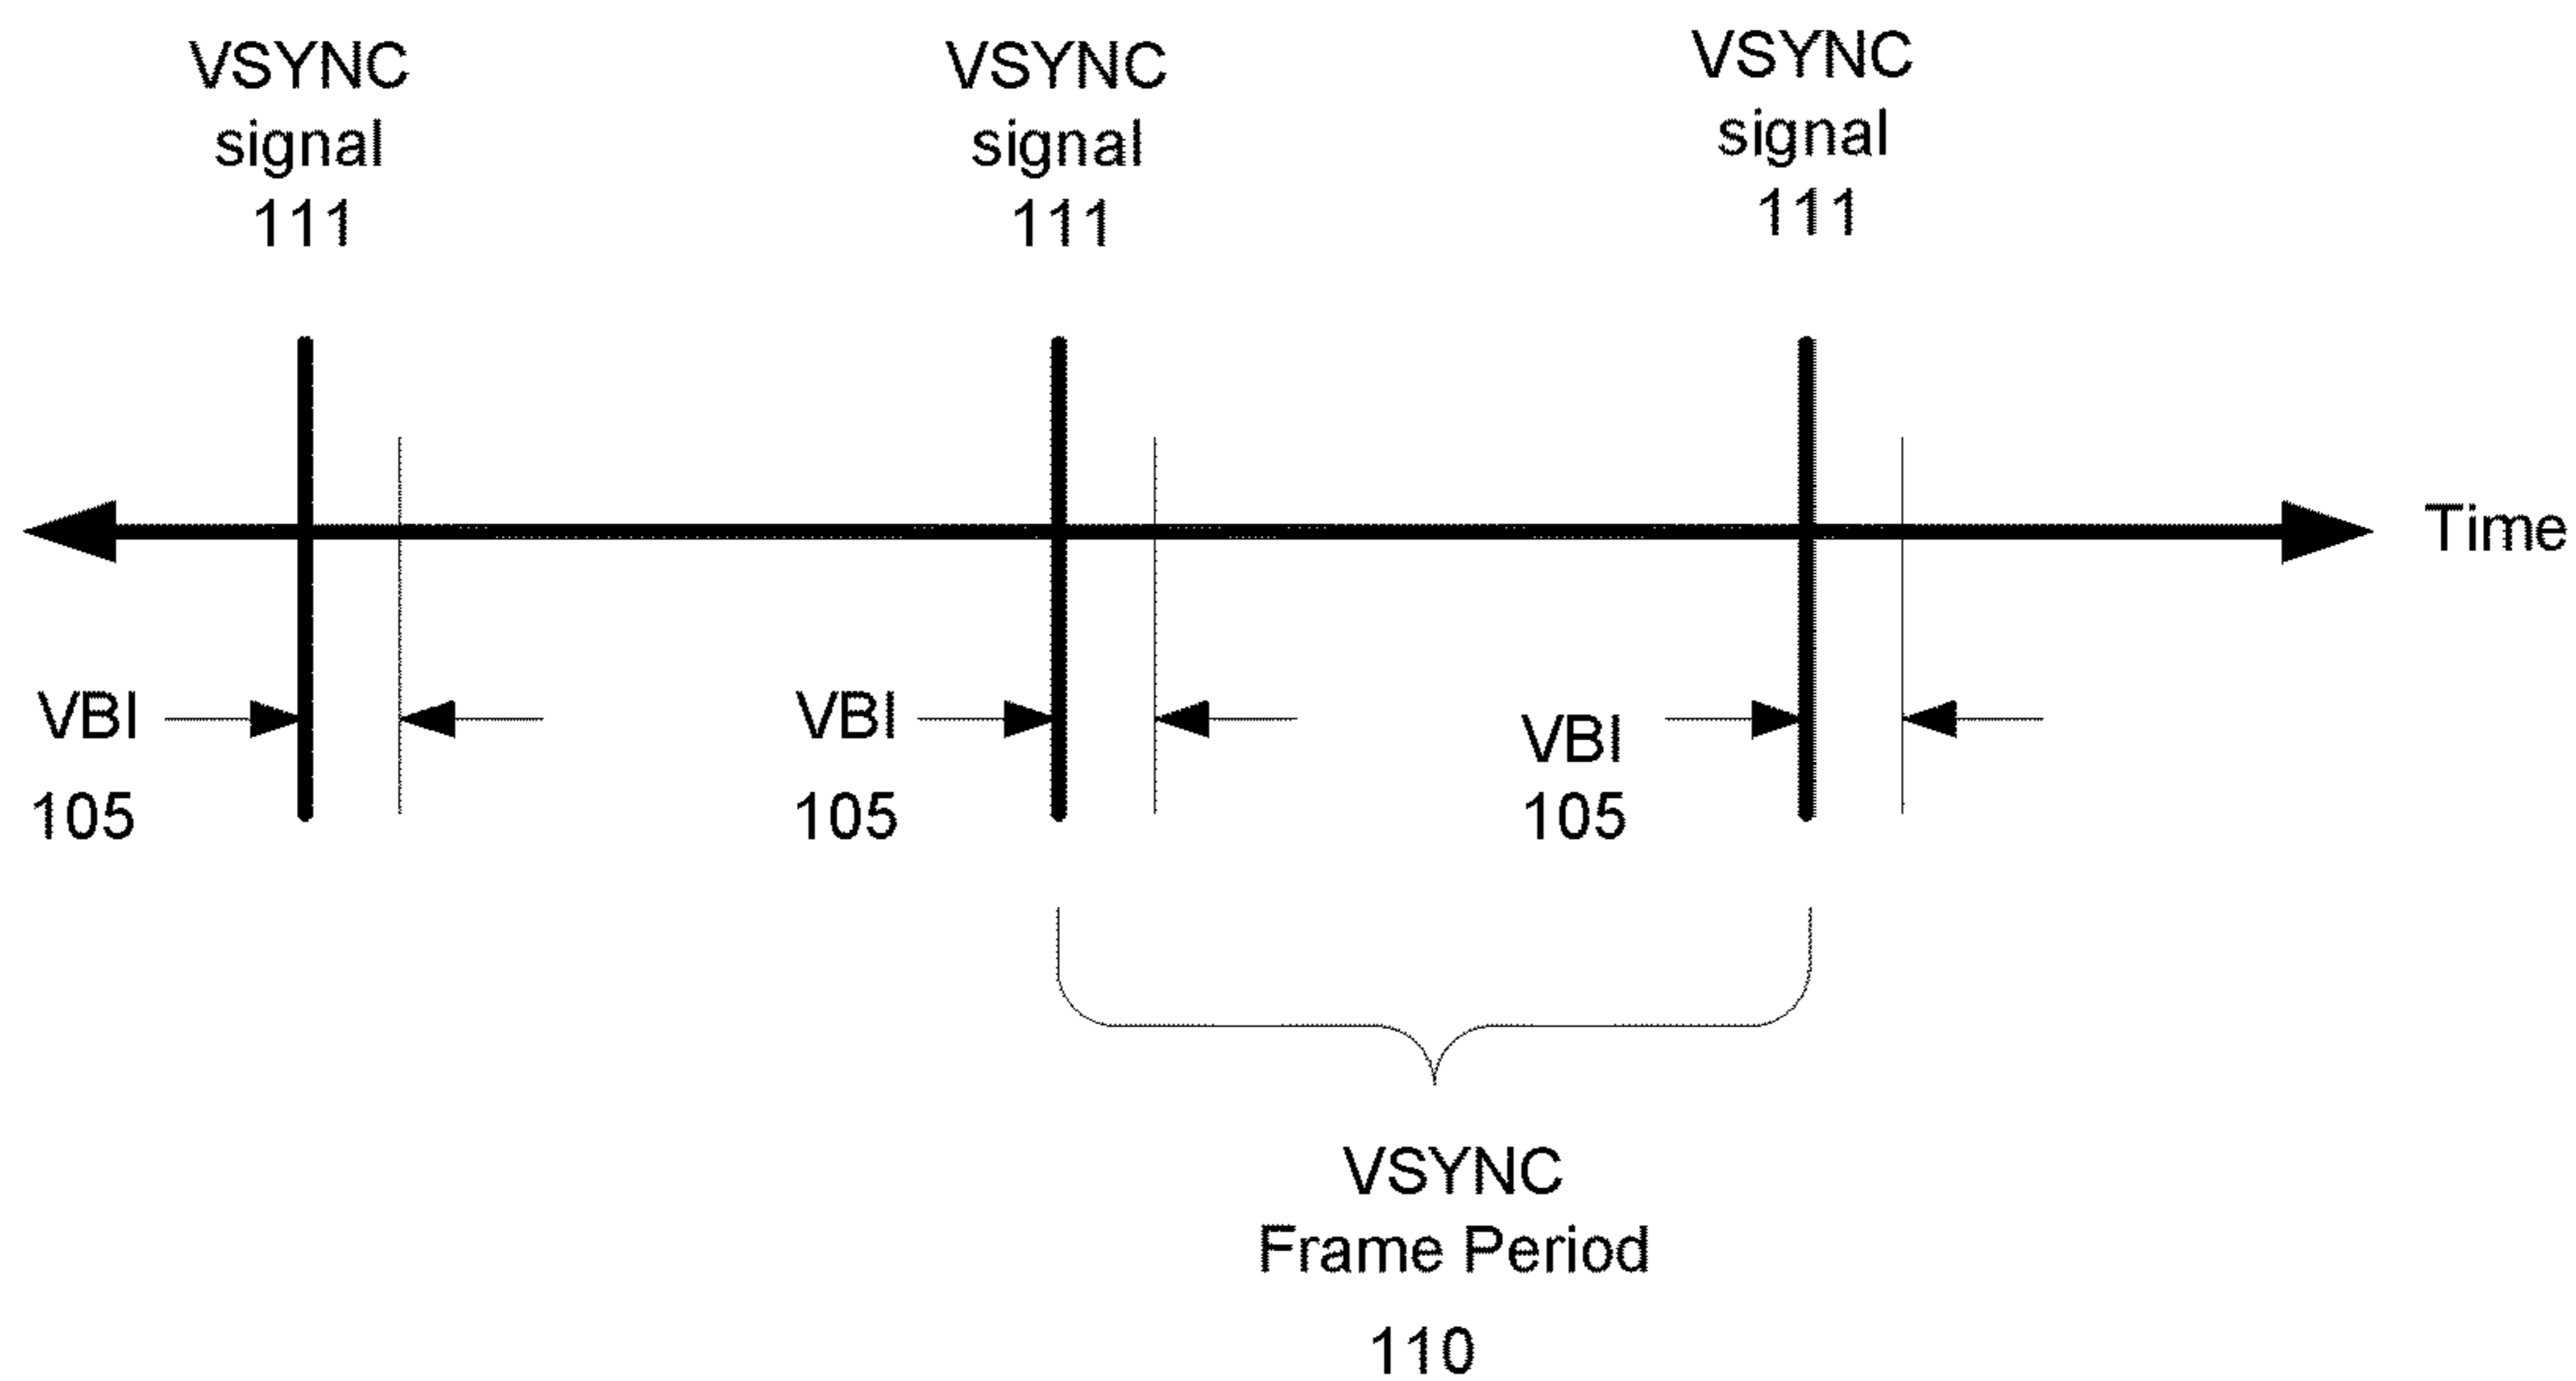 VSYNC
signal
111
VSYNC
signal
111
VSYNC
signal
111
Time
VBI
105
VBI
105
VBI
105
VSYNC
Frame Period
110